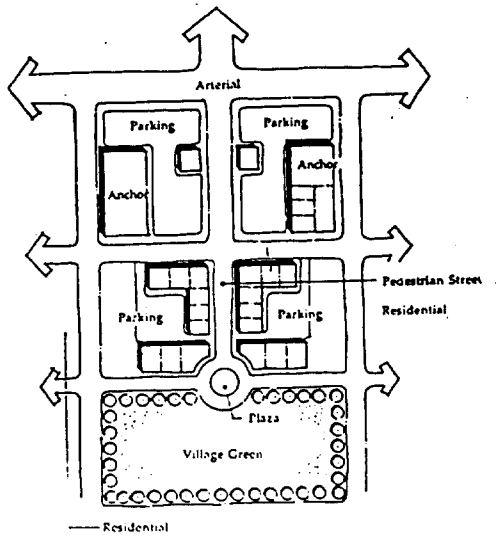 Arterial
Parking
Parking
Anchor
Anchor
Pedestrian Street
Parking
Parking
Residential
Plaza
Village Green
Residential